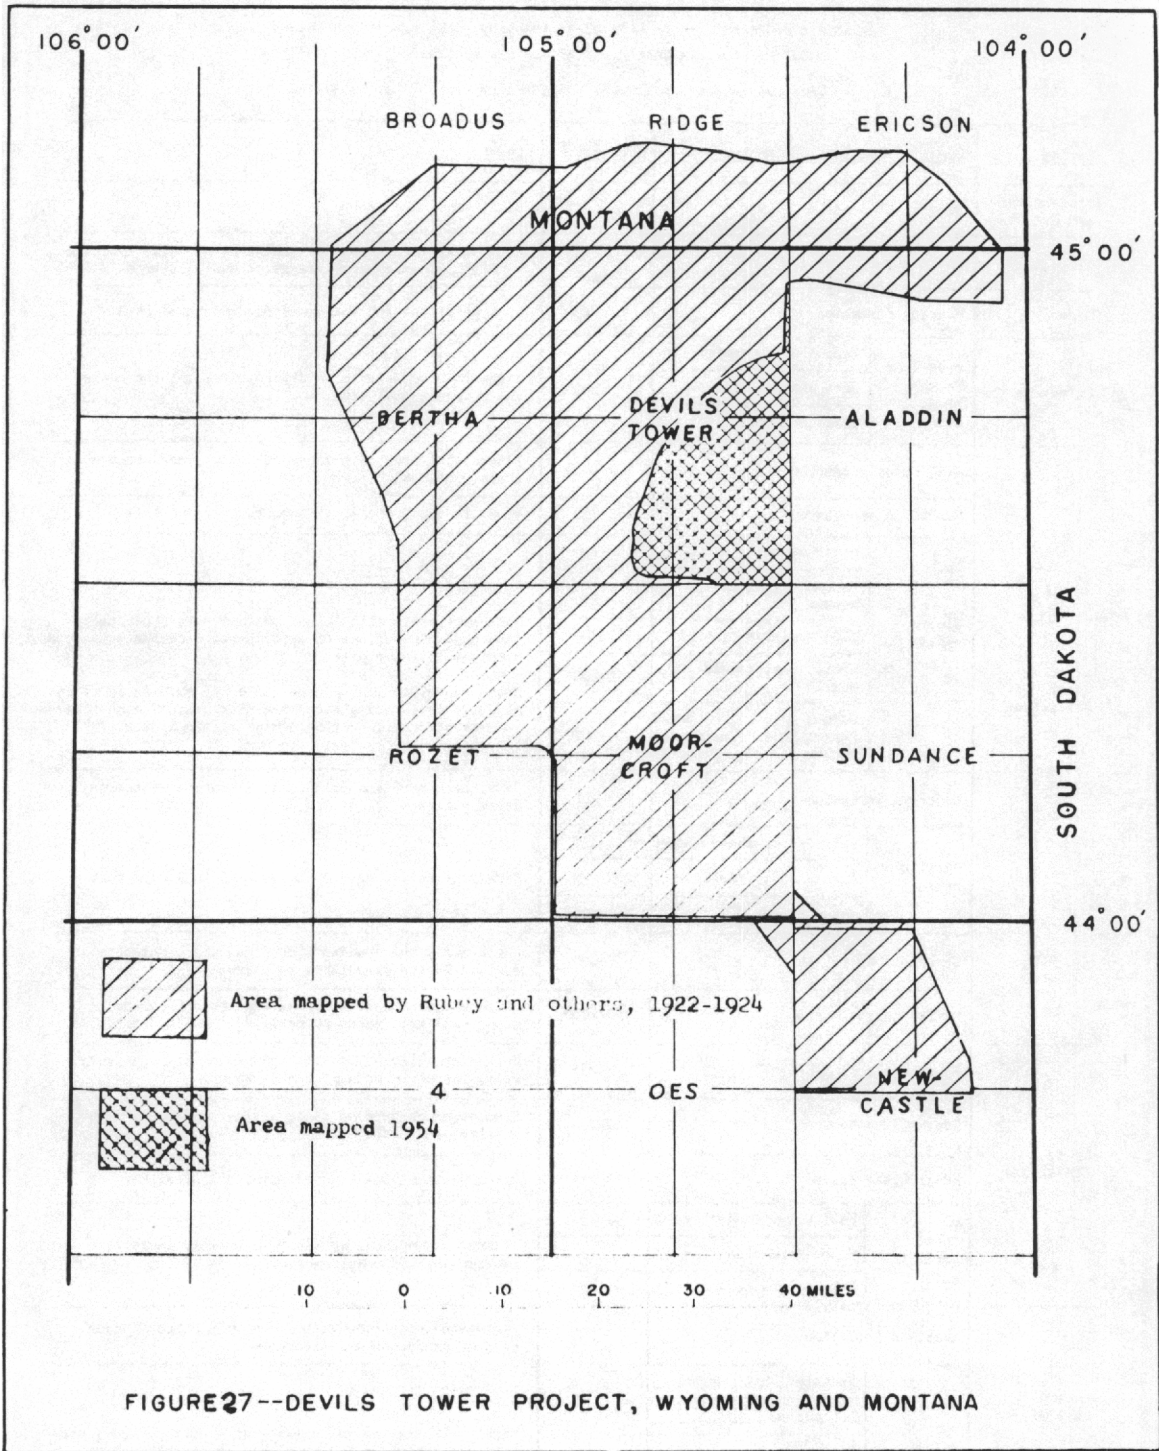 106°00′ 105°00′ 104°00′
BROADUS RIDGE ERICSON
MONTANA
45°00′
BERTHA DEVILS TOWER ALADDIN
SOUTH DAKOTA
ROZET MOOR-CROFT SUNDANCE
44°00′
Area mapped by Rubey and others, 1922-1924
4 OES NEW-CASTLE
Area mapped 1954
10 0 10 20 30 40 MILES
FIGURE27--DEVILS TOWER PROJECT, WYOMING AND MONTANA